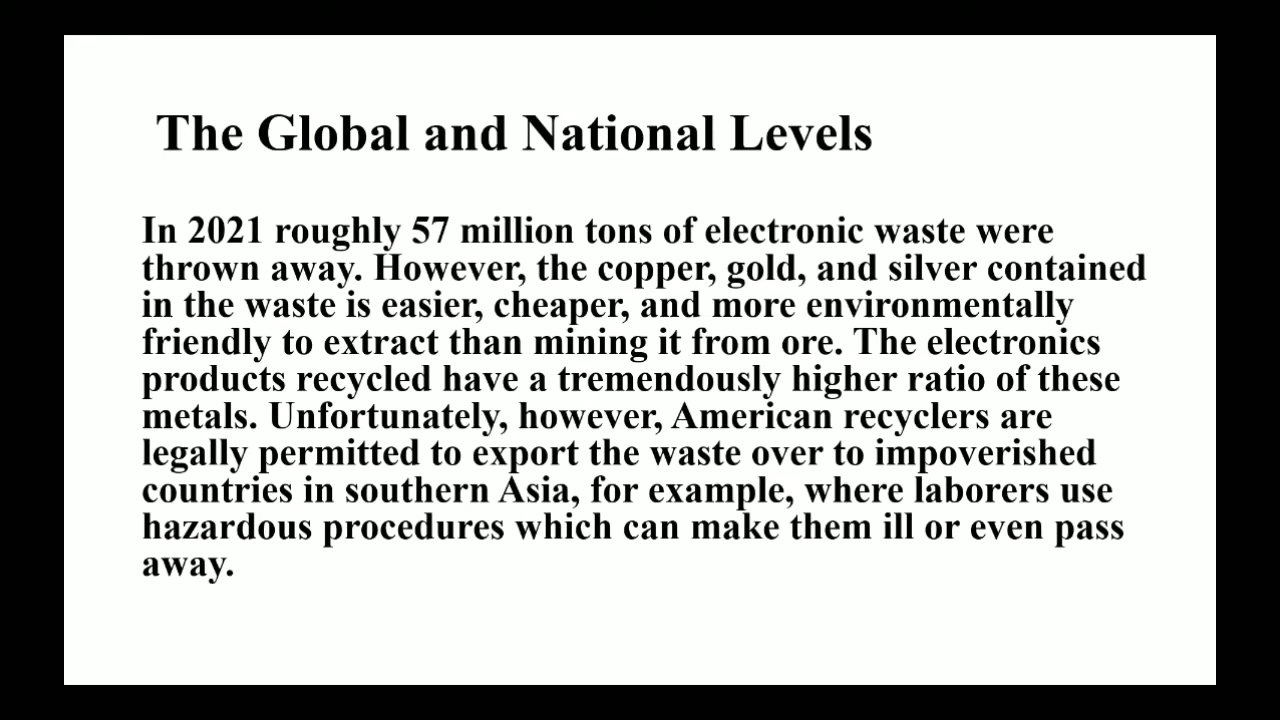 The Global and National Levels
In 2021 roughly 57 million tons of electronic waste were
thrown away. However, the copper, gold, and silver contained
in the waste is easier, cheaper, and more environmentally
friendly to extract than mining it from ore. The electronics
products recycled have a tremendously higher ratio of these
metals. Unfortunately, however, American recyclers are
legally permitted to export the waste over to impoverished
countries in southern Asia, for example, where laborers use
hazardous procedures which can make them ill or even pass
away.